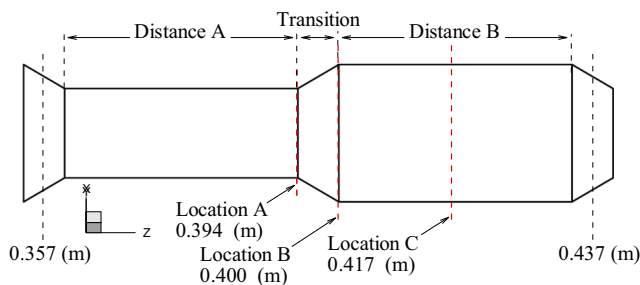 Transition
Distance A
Distance B
X
Z
Location A
0.394 (m)
Location B
0.400 (m)
Location C
0.417 (m)
0.357 (m)
0.437 (m)